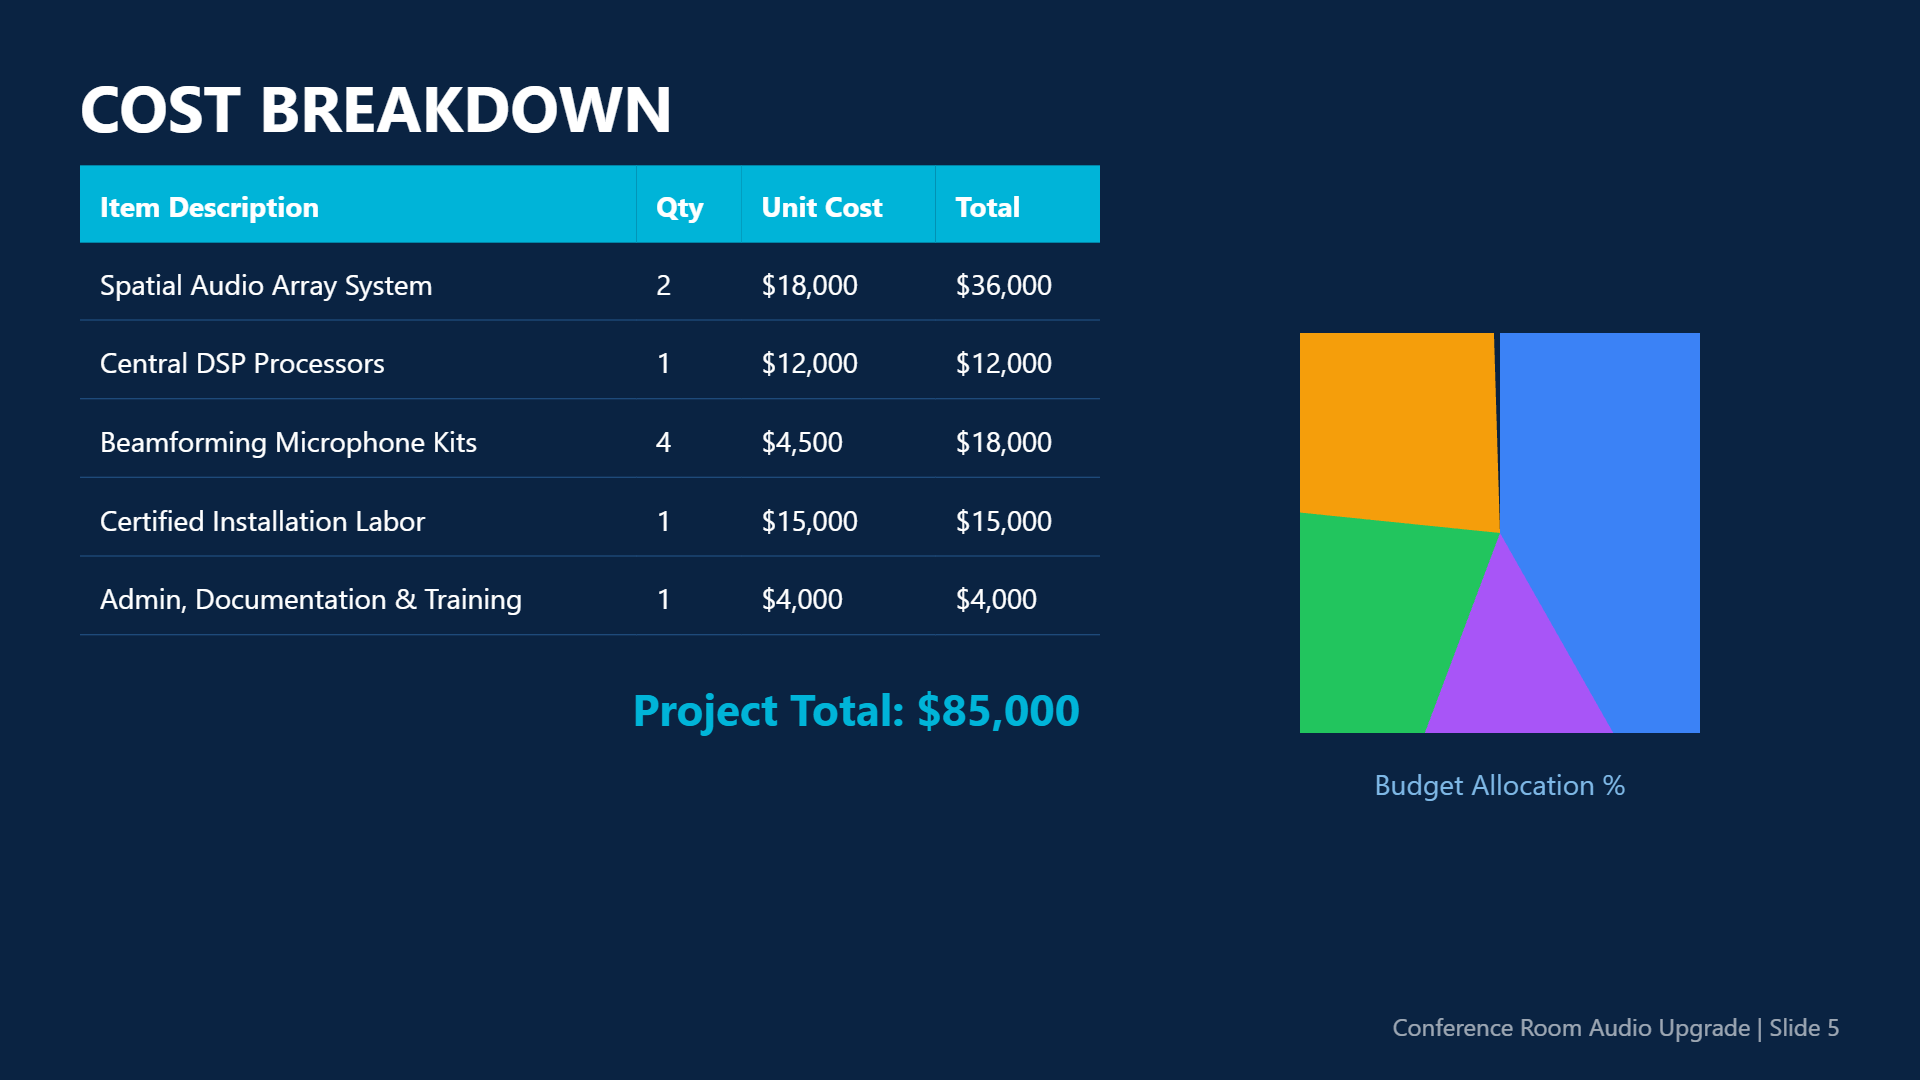 COST BREAKDOWN
Item Description Qty Unit Cost Total
Spatial Audio Array System 2 $18,000 $36,000
Central DSP Processors 1 $12,000 $12,000
Beamforming Microphone Kits 4 $4,500 $18,000
Certified Installation Labor 1 $15,000 $15,000
Admin, Documentation & Training 1 $4,000 $4,000
Project Total: $85,000
Budget Allocation %
Conference Room Audio Upgrade | Slide 5